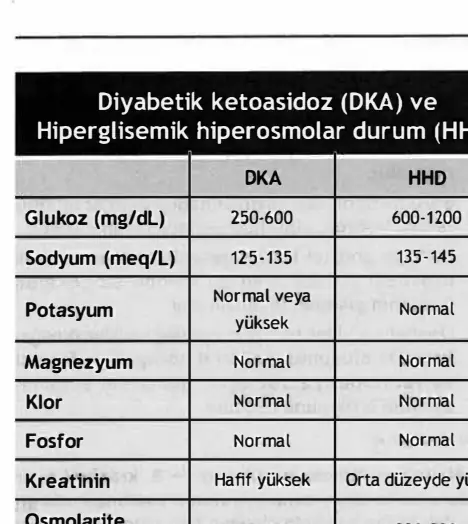 Diyabetik ketoasidoz (DKA) ve
Hiperglisemik hiperosmolar durum
DKA HHD
Glukoz (mg/dL) 250-600 600-1200
Sodyum (meq/L) 125-135 135-145
Potasyum Normal veya yüksek Normal
Magnezyum Normal Normal
Klor Normal Normal
Fosfor Normal Normal
Kreatinin Hafif yüksek Orta düzeyde
Osmolarite